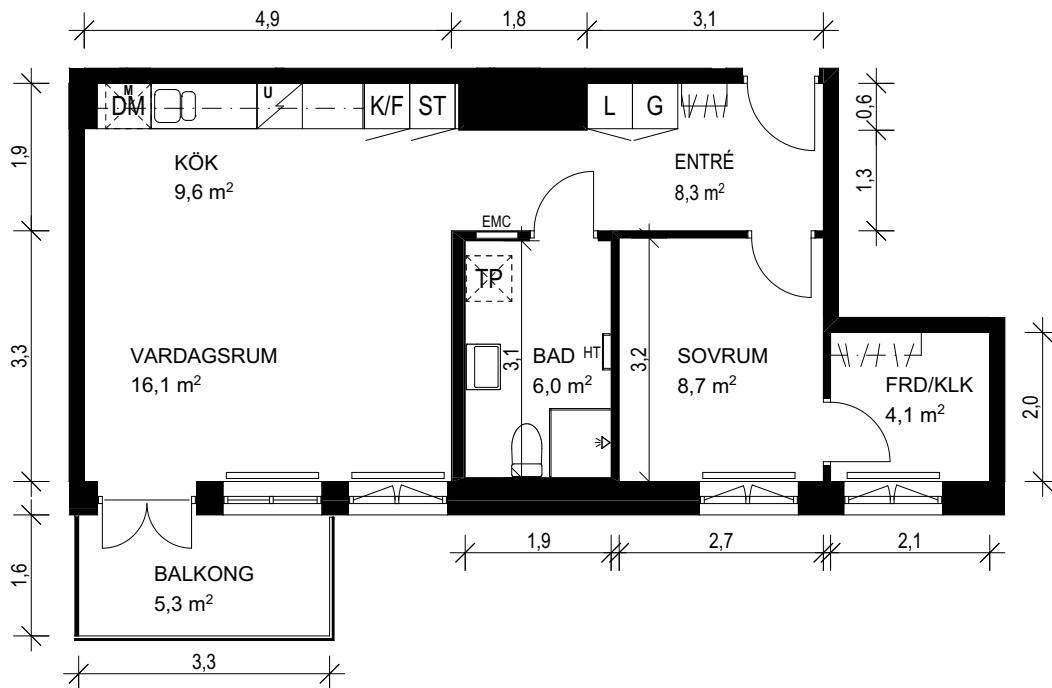 4,9
1,8
3,1
M
DM
U
K/F
ST
L
G
0,6
1,9
KÖK
9,6 m²
ENTRÉ
8,3 m²
1,3
EMC
TP
3,3
VARDAGSRUM
16,1 m²
3,1
BAD
6,0 m²
HT
3,2
SOVRUM
8,7 m²
FRD/KLK
4,1 m²
2,0
1,9
2,7
2,1
1,6
BALKONG
5,3 m²
3,3